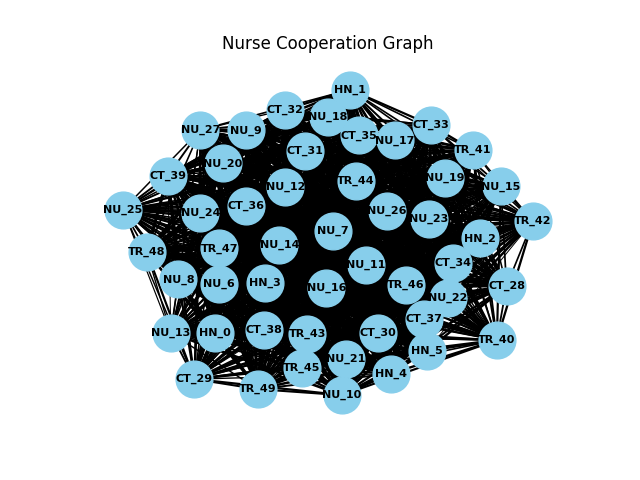 Nurse Cooperation Graph
HN_1
CT_32
NU_18
CT_33
NU_27
NU_9
CT_35
NU_17
CT_31
TR_41
NU_20
CT_39
NU_12
TR_44
NU_19
NU_15
NU_25
NU_24
CT_36
NU_26
NU_23
TR_42
NU_7
HN_2
TR_48
TR_47
NU_14
NU_11
CT_34
NU_8
NU_6
HN_3
NU_16
TR_46
CT_28
NU_22
CT_37
NU_13
HN_0
CT_38
TR_43
CT_30
TR_40
HN_5
NU_21
TR_45
HN_4
CT_29
TR_49
NU_10